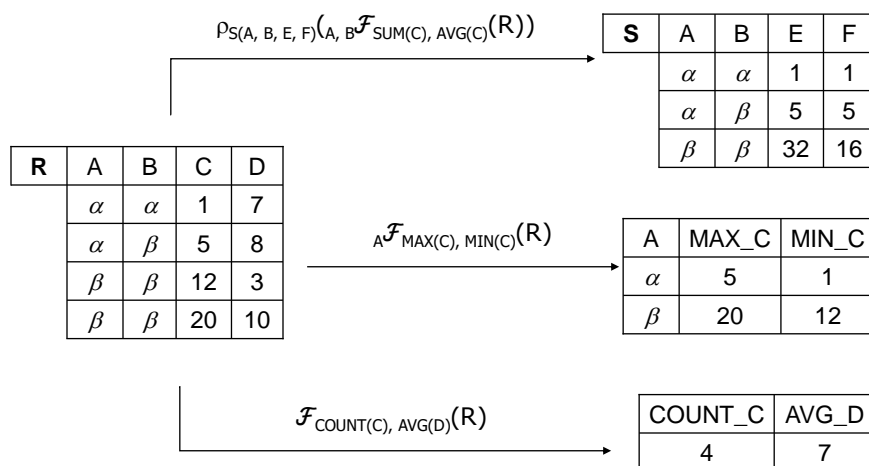 ρS(A, B, E, F)(A, BℱSUM(C), AVG(C)(R))
S A B E F
α α 1 1
α β 5 5
β β 32 16
R A B C D
α α 1 7
α β 5 8
β β 12 3
β β 20 10
AℱMAX(C), MIN(C)(R)
A MAX_C MIN_C
α 5 1
β 20 12
ℱCOUNT(C), AVG(D)(R)
COUNT_C AVG_D
4 7